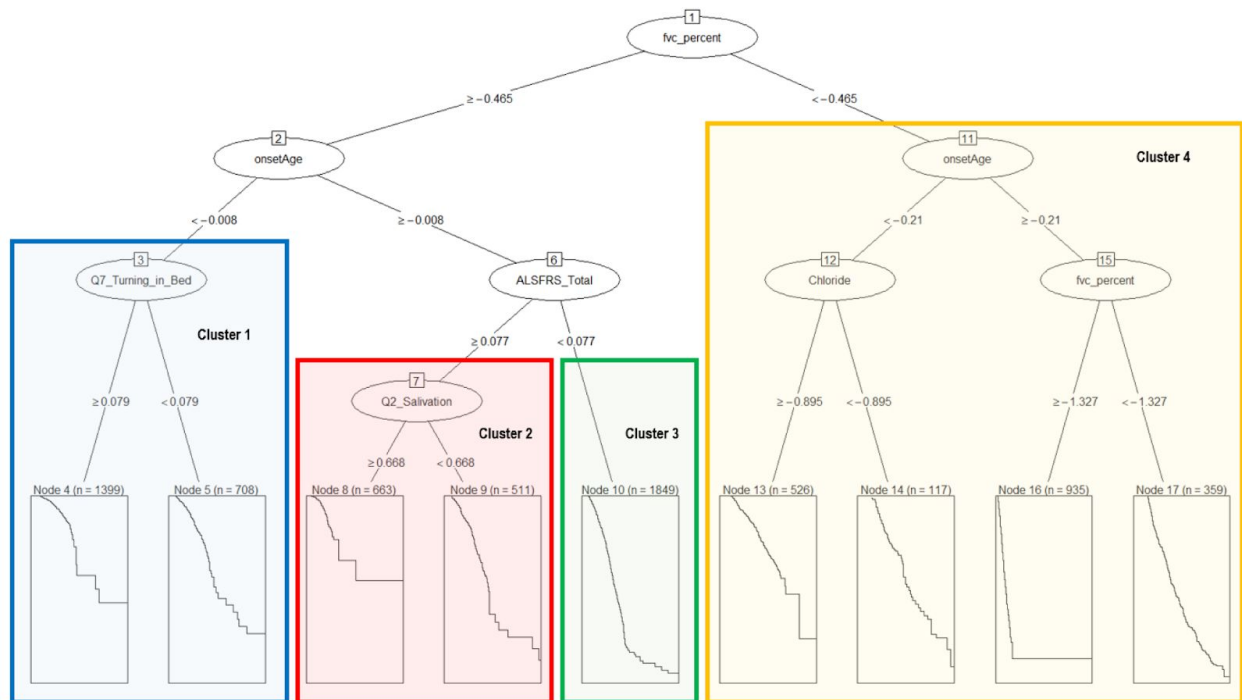 1
fvc_percent
≥−0.465
<−0.465
2
onsetAge
11
onsetAge
Cluster 4
<−0.008
≥−0.008
<−0.21
≥−0.21
3
Q7_Turning_in_Bed
6
ALSFRS_Total
12
Chloride
15
fvc_percent
Cluster 1
≥0.077
<0.077
7
Q2_Salivation
≥0.079
<0.079
≥−0.895
<−0.895
≥−1.327
<−1.327
Cluster 2
Cluster 3
≥0.668
<0.668
Node 4 (n = 1399)
Node 5 (n = 708)
Node 8 (n = 663)
Node 9 (n = 511)
Node 10 (n = 1849)
Node 13 (n = 526)
Node 14 (n = 117)
Node 16 (n = 935)
Node 17 (n = 359)